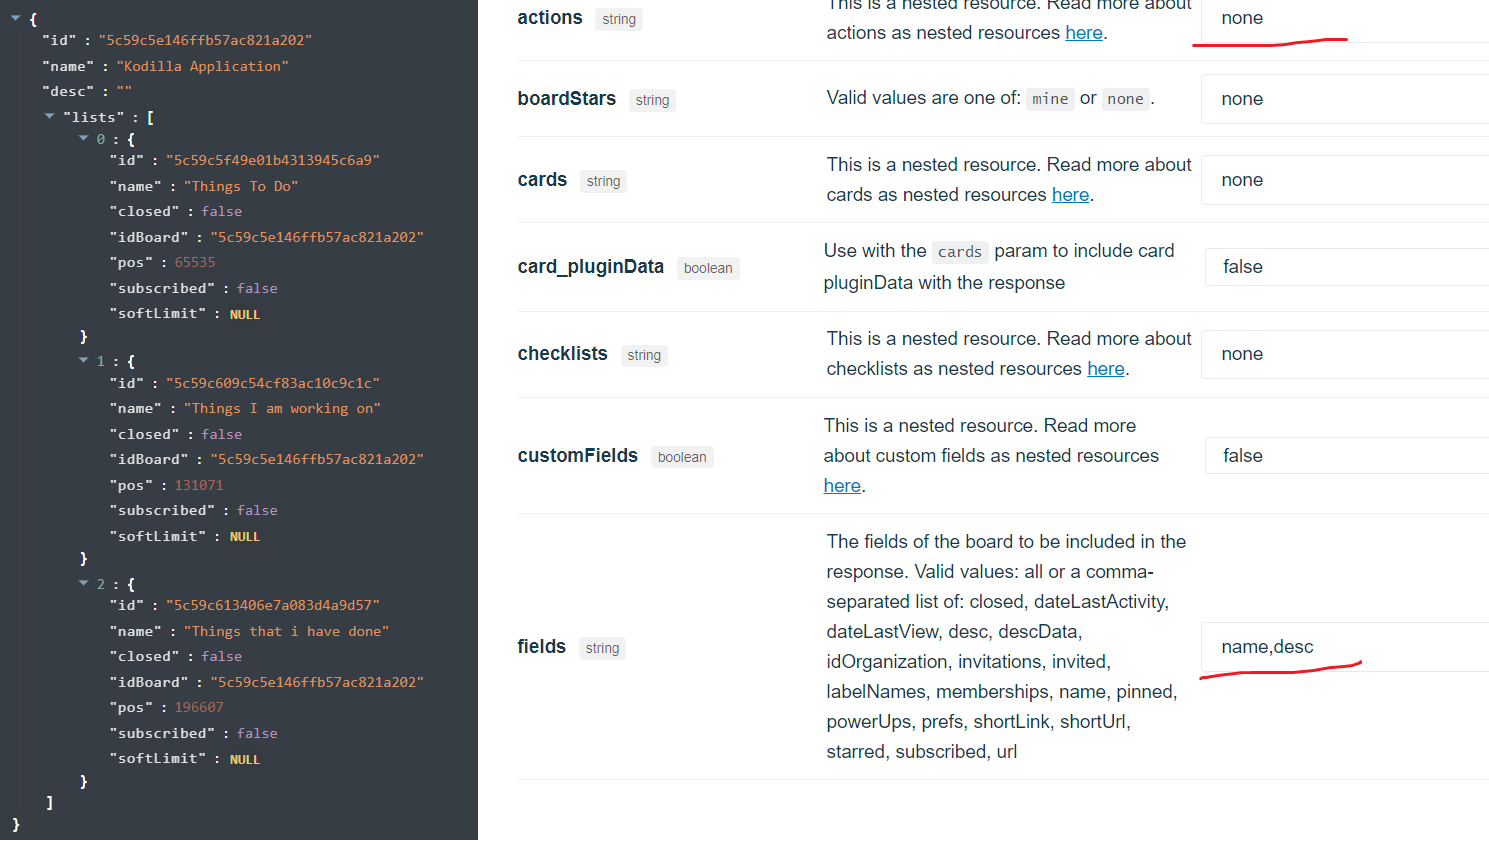 {
"id" : "5c59c5e146ffb57ac821a202"
"name" : "Kodilla Application"
"desc" : ""
"lists" : [
0 : {
"id" : "5c59c5f49e01b4313945c6a9"
"name" : "Things To Do"
"closed" : false
"idBoard" : "5c59c5e146ffb57ac821a202"
"pos" : 65535
"subscribed" : false
"softLimit" : NULL
}
1 : {
"id" : "5c59c609c54cf83ac10c9c1c"
"name" : "Things I am working on"
"closed" : false
"idBoard" : "5c59c5e146ffb57ac821a202"
"pos" : 131071
"subscribed" : false
"softLimit" : NULL
}
2 : {
"id" : "5c59c613406e7a083d4a9d57"
"name" : "Things that i have done"
"closed" : false
"idBoard" : "5c59c5e146ffb57ac821a202"
"pos" : 196607
"subscribed" : false
"softLimit" : NULL
}
]
}
actions string
This is a nested resource. Read more about
actions as nested resources here.
none
boardStars string
Valid values are one of: mine or none.
none
cards string
This is a nested resource. Read more about
cards as nested resources here.
none
card_pluginData boolean
Use with the cards param to include card
pluginData with the response
false
checklists string
This is a nested resource. Read more about
checklists as nested resources here.
none
customFields boolean
This is a nested resource. Read more
about custom fields as nested resources
here.
false
fields string
The fields of the board to be included in the
response. Valid values: all or a comma-
separated list of: closed, dateLastActivity,
dateLastView, desc, descData,
idOrganization, invitations, invited,
labelNames, memberships, name, pinned,
powerUps, prefs, shortLink, shortUrl,
starred, subscribed, url
name,desc